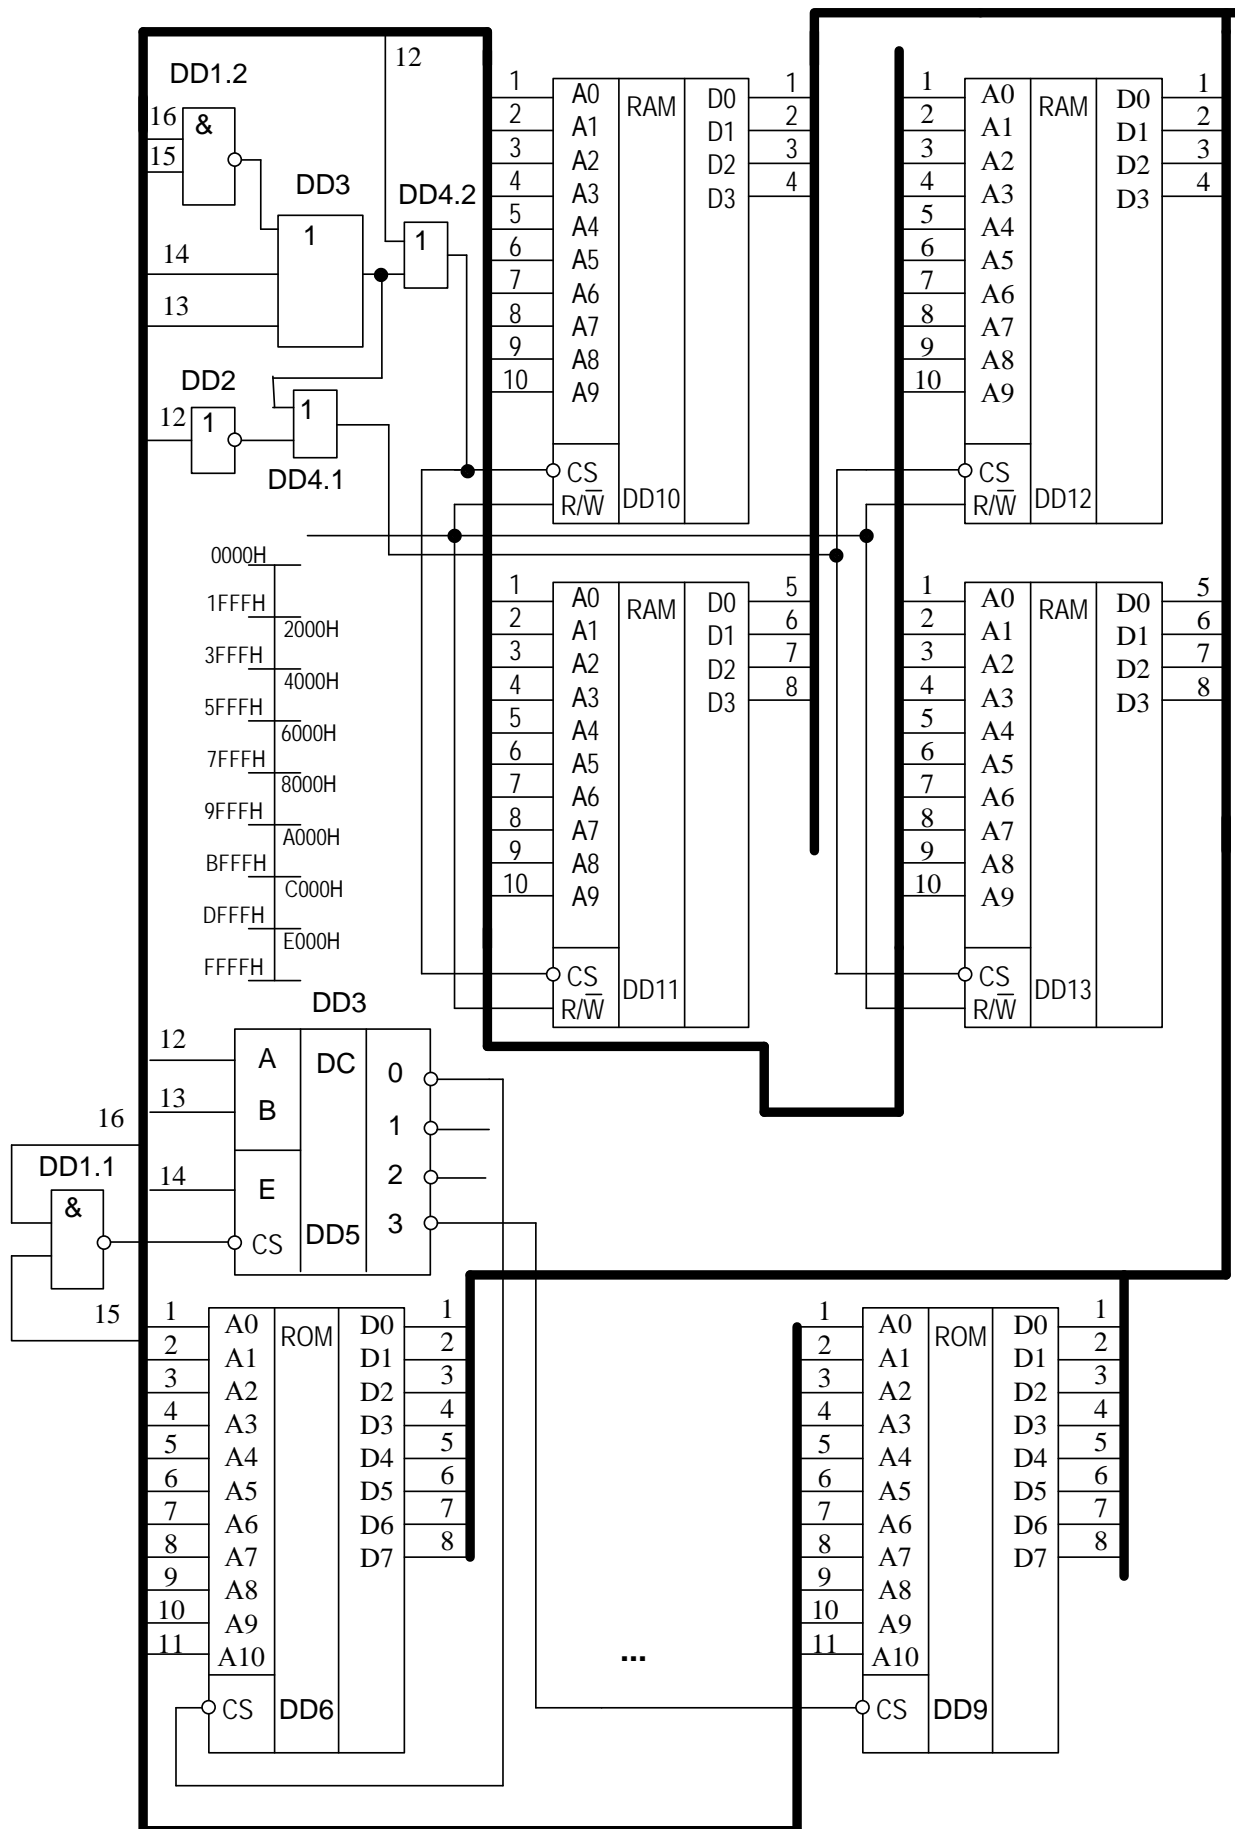 12
DD1.2
16
&
15
DD3
DD4.2
1
1
14
13
DD2
12
1
1
DD4.1
1 A0 RAM D0 1
2 A1 D1 2
3 A2 D2 3
4 A3 D3 4
5 A4
6 A5
7 A6
8 A7
9 A8
10 A9
CS
R/W̅ DD10
1 A0 RAM D0 1
2 A1 D1 2
3 A2 D2 3
4 A3 D3 4
5 A4
6 A5
7 A6
8 A7
9 A8
10 A9
CS
R/W̅ DD12
0000H
1FFFH
2000H
3FFFH
4000H
5FFFH
6000H
7FFFH
8000H
9FFFH
A000H
BFFFH
C000H
DFFFH
E000H
FFFFH
1 A0 RAM D0 5
2 A1 D1 6
3 A2 D2 7
4 A3 D3 8
5 A4
6 A5
7 A6
8 A7
9 A8
10 A9
CS
R/W̅ DD11
1 A0 RAM D0 5
2 A1 D1 6
3 A2 D2 7
4 A3 D3 8
5 A4
6 A5
7 A6
8 A7
9 A8
10 A9
CS
R/W̅ DD13
DD3
12 A DC 0
13 B 1
14 E 2
CS DD5 3
16
DD1.1
&
15
1 A0 ROM D0 1
2 A1 D1 2
3 A2 D2 3
4 A3 D3 4
5 A4 D4 5
6 A5 D5 6
7 A6 D6 7
8 A7 D7 8
9 A8
10 A9
11 A10
CS DD6
...
1 A0 ROM D0 1
2 A1 D1 2
3 A2 D2 3
4 A3 D3 4
5 A4 D4 5
6 A5 D5 6
7 A6 D6 7
8 A7 D7 8
9 A8
10 A9
11 A10
CS DD9